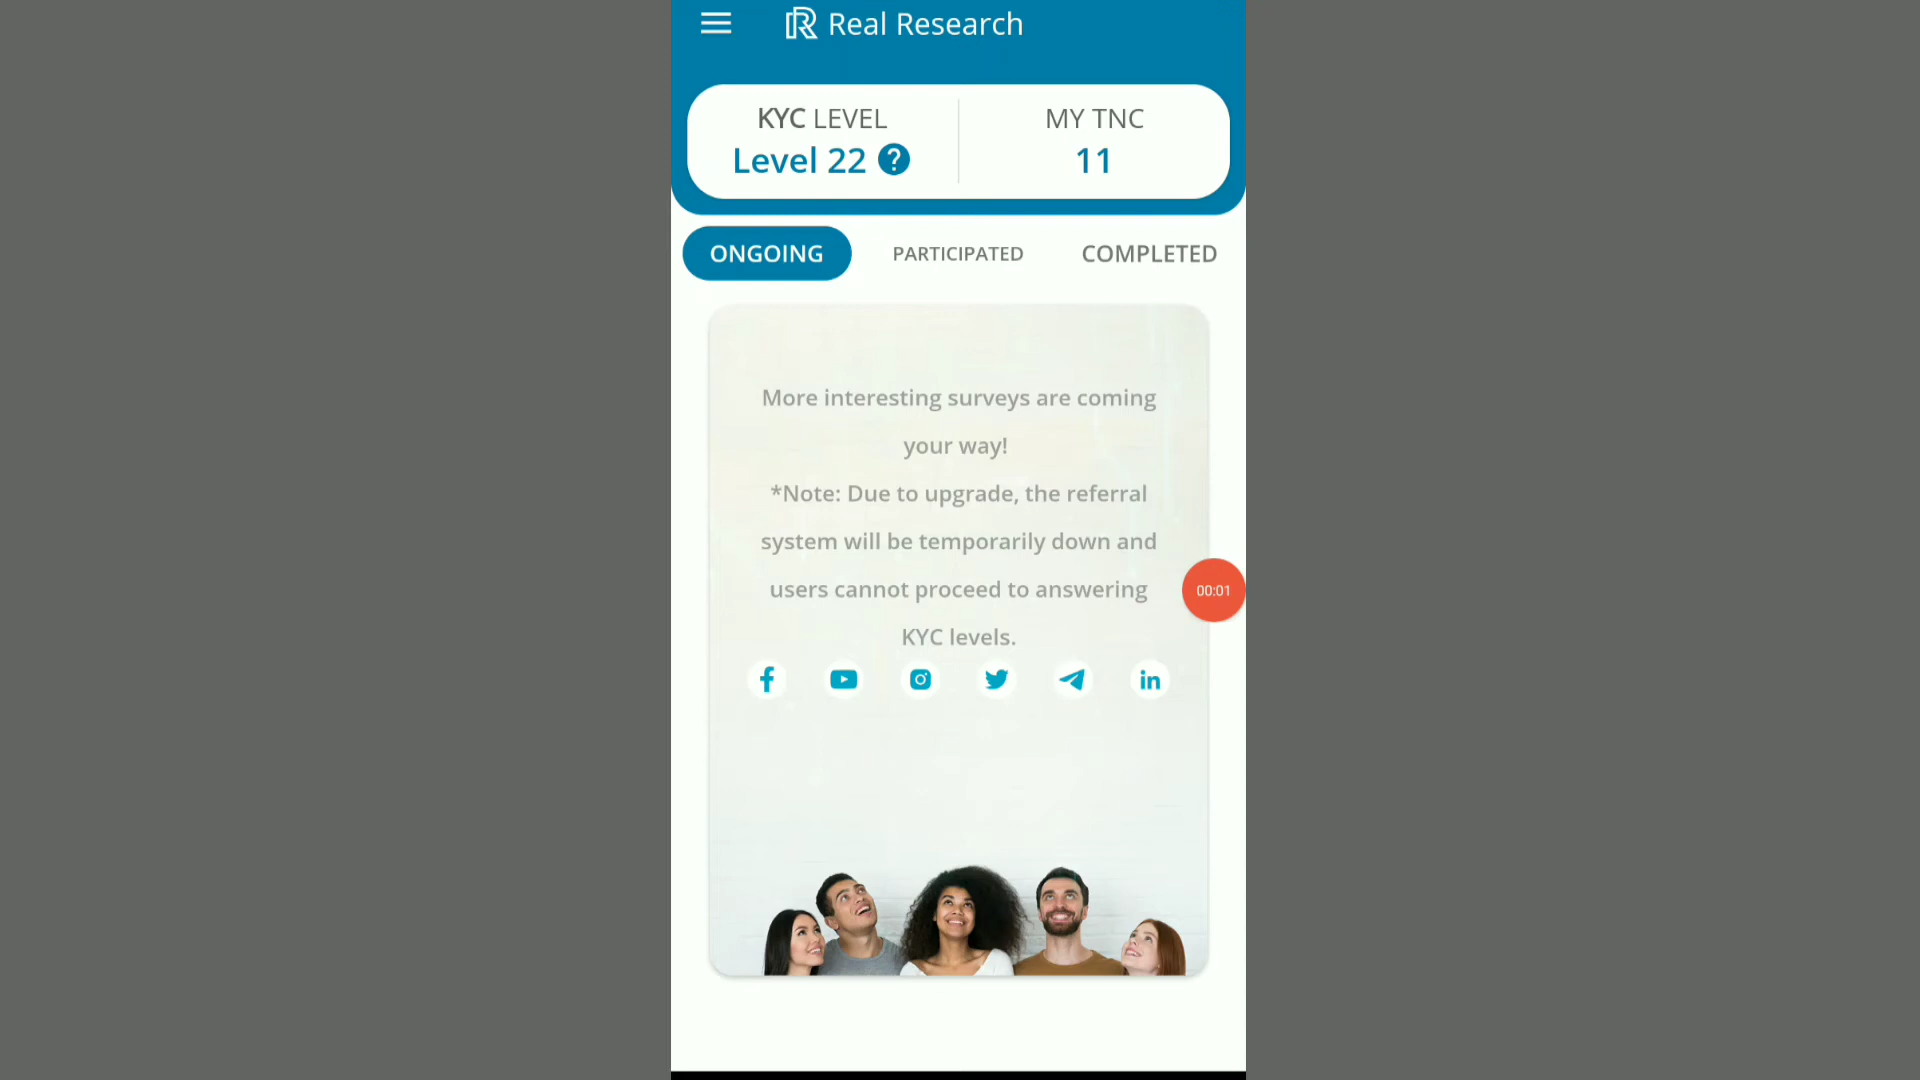 Real Research
KYC LEVEL
Level 22
?
MY TNC
11
ONGOING
PARTICIPATED
COMPLETED
More interesting surveys are coming
your way!
*Note: Due to upgrade, the referral
system will be temporarily down and
users cannot proceed to answering
KYC levels.
00:01